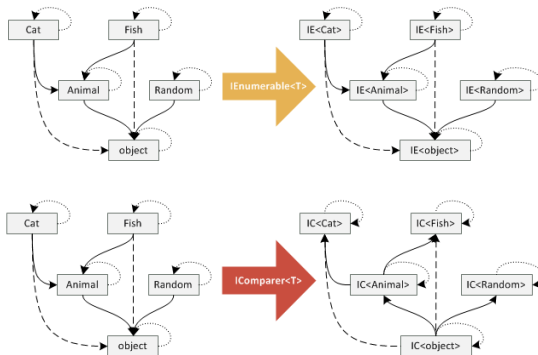 Cat
Fish
IE<Cat>
IE<Fish>
Animal
Random
IEnumerable<T>
IE<Animal>
IE<Random>
object
IE<object>
Cat
Fish
IC<Cat>
IC<Fish>
Animal
Random
IComparer<T>
IC<Animal>
IC<Random>
object
IC<object>